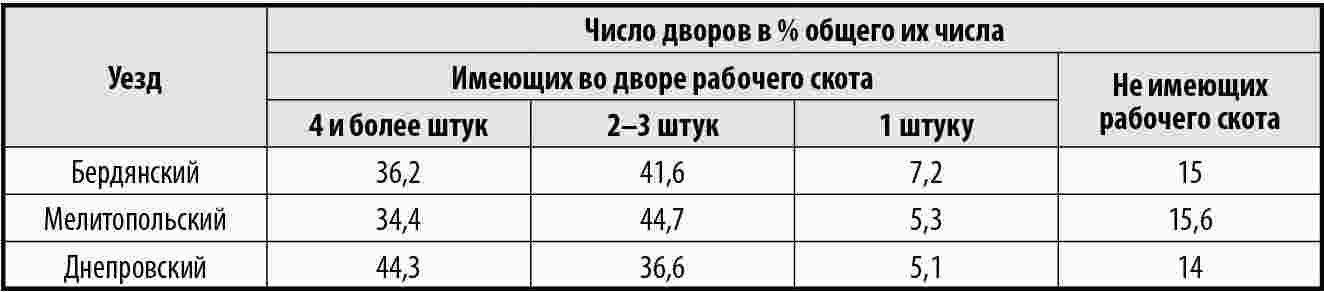 Уезд
Число дворов в % общего их числа
Имеющих во дворе рабочего скота
Не имеющих
рабочего скота
4 и более штук
2–3 штук
1 штуку
Бердянский 36,2 41,6 7,2 15
Мелитопольский 34,4 44,7 5,3 15,6
Днепровский 44,3 36,6 5,1 14